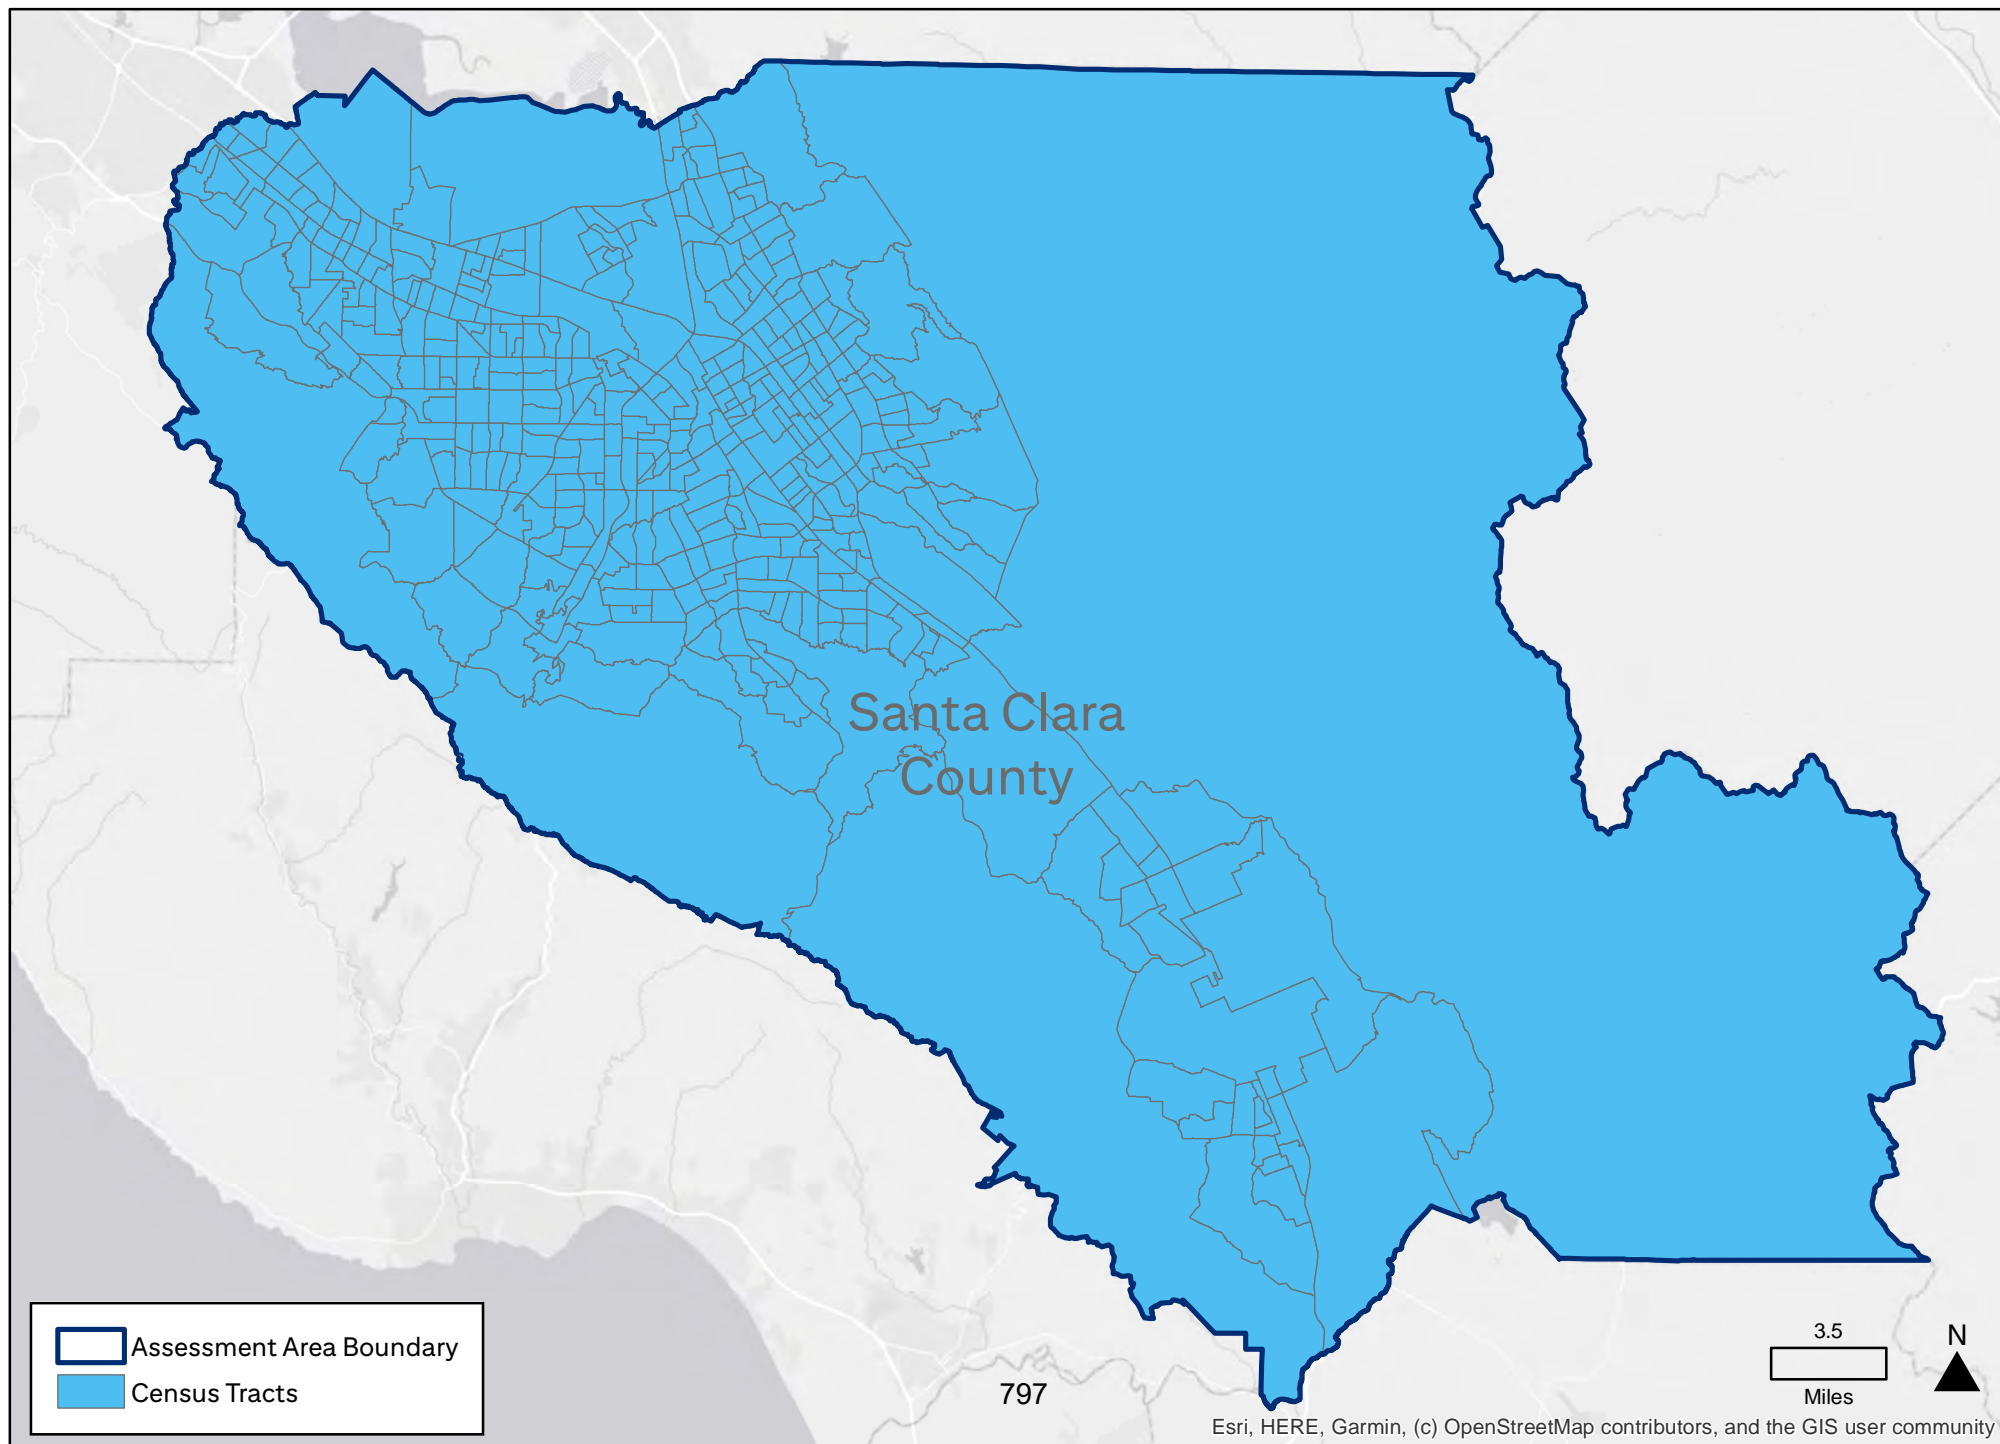 Santa Clara
County
Assessment Area Boundary
Census Tracts
797
3.5
Miles
N
Esri, HERE, Garmin, (c) OpenStreetMap contributors, and the GIS user community